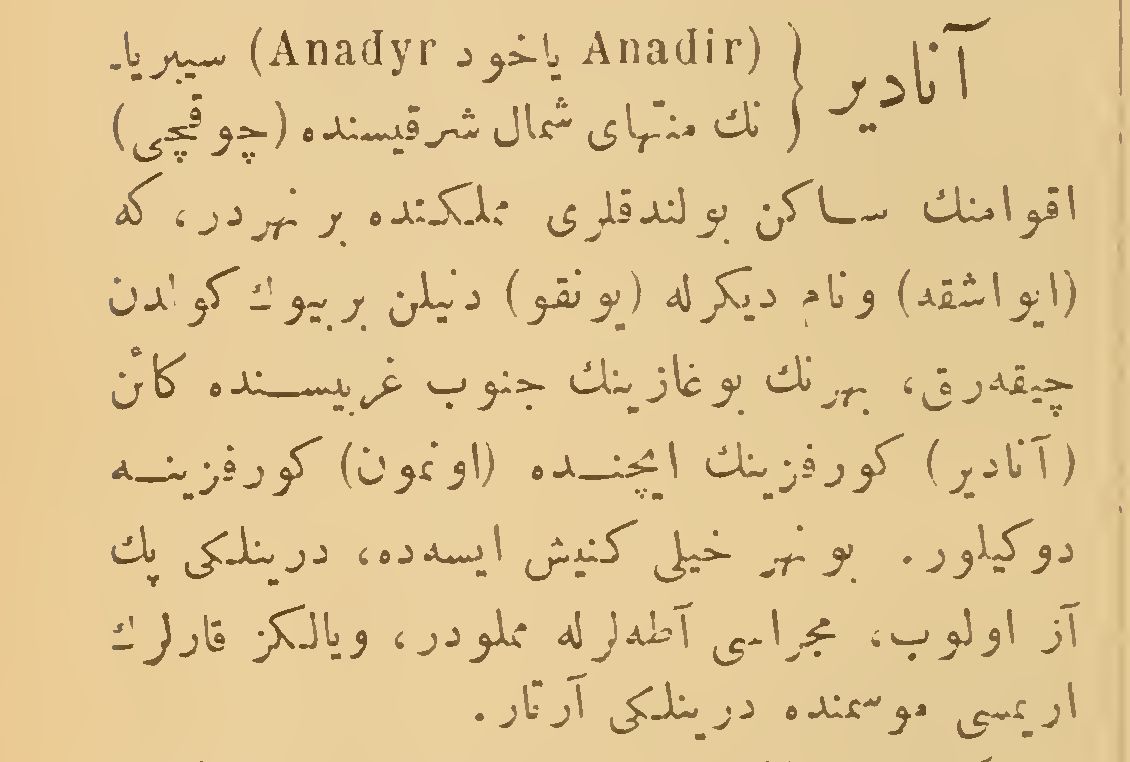 آنادیر { (Anadir یاخود Anadyr) سیبریا-
نك منتهای شمال شرقیسنده (چوقچی)
اقوامنك ساكن بولندقلری مملكتنده بر نهردر، كه
(ایواشقه) ونام دیكرله (یونقو) دنیلن بر بیوك كولدن
چیقه‌رق، بهرنك بوغازینك جنوب غربیسنده كائن
(آنادیر) كورفزینك ایچنده (اونمون) كورفزینه
دوكیلور. بو نهر خیلی كنیش ایسه‌ده، درینلكی پك
آز اولوب، مجراسی آطه‌لرله مملودر، ویالكز قارلرك
اریمسی موسمنده درینلكی آرتار.